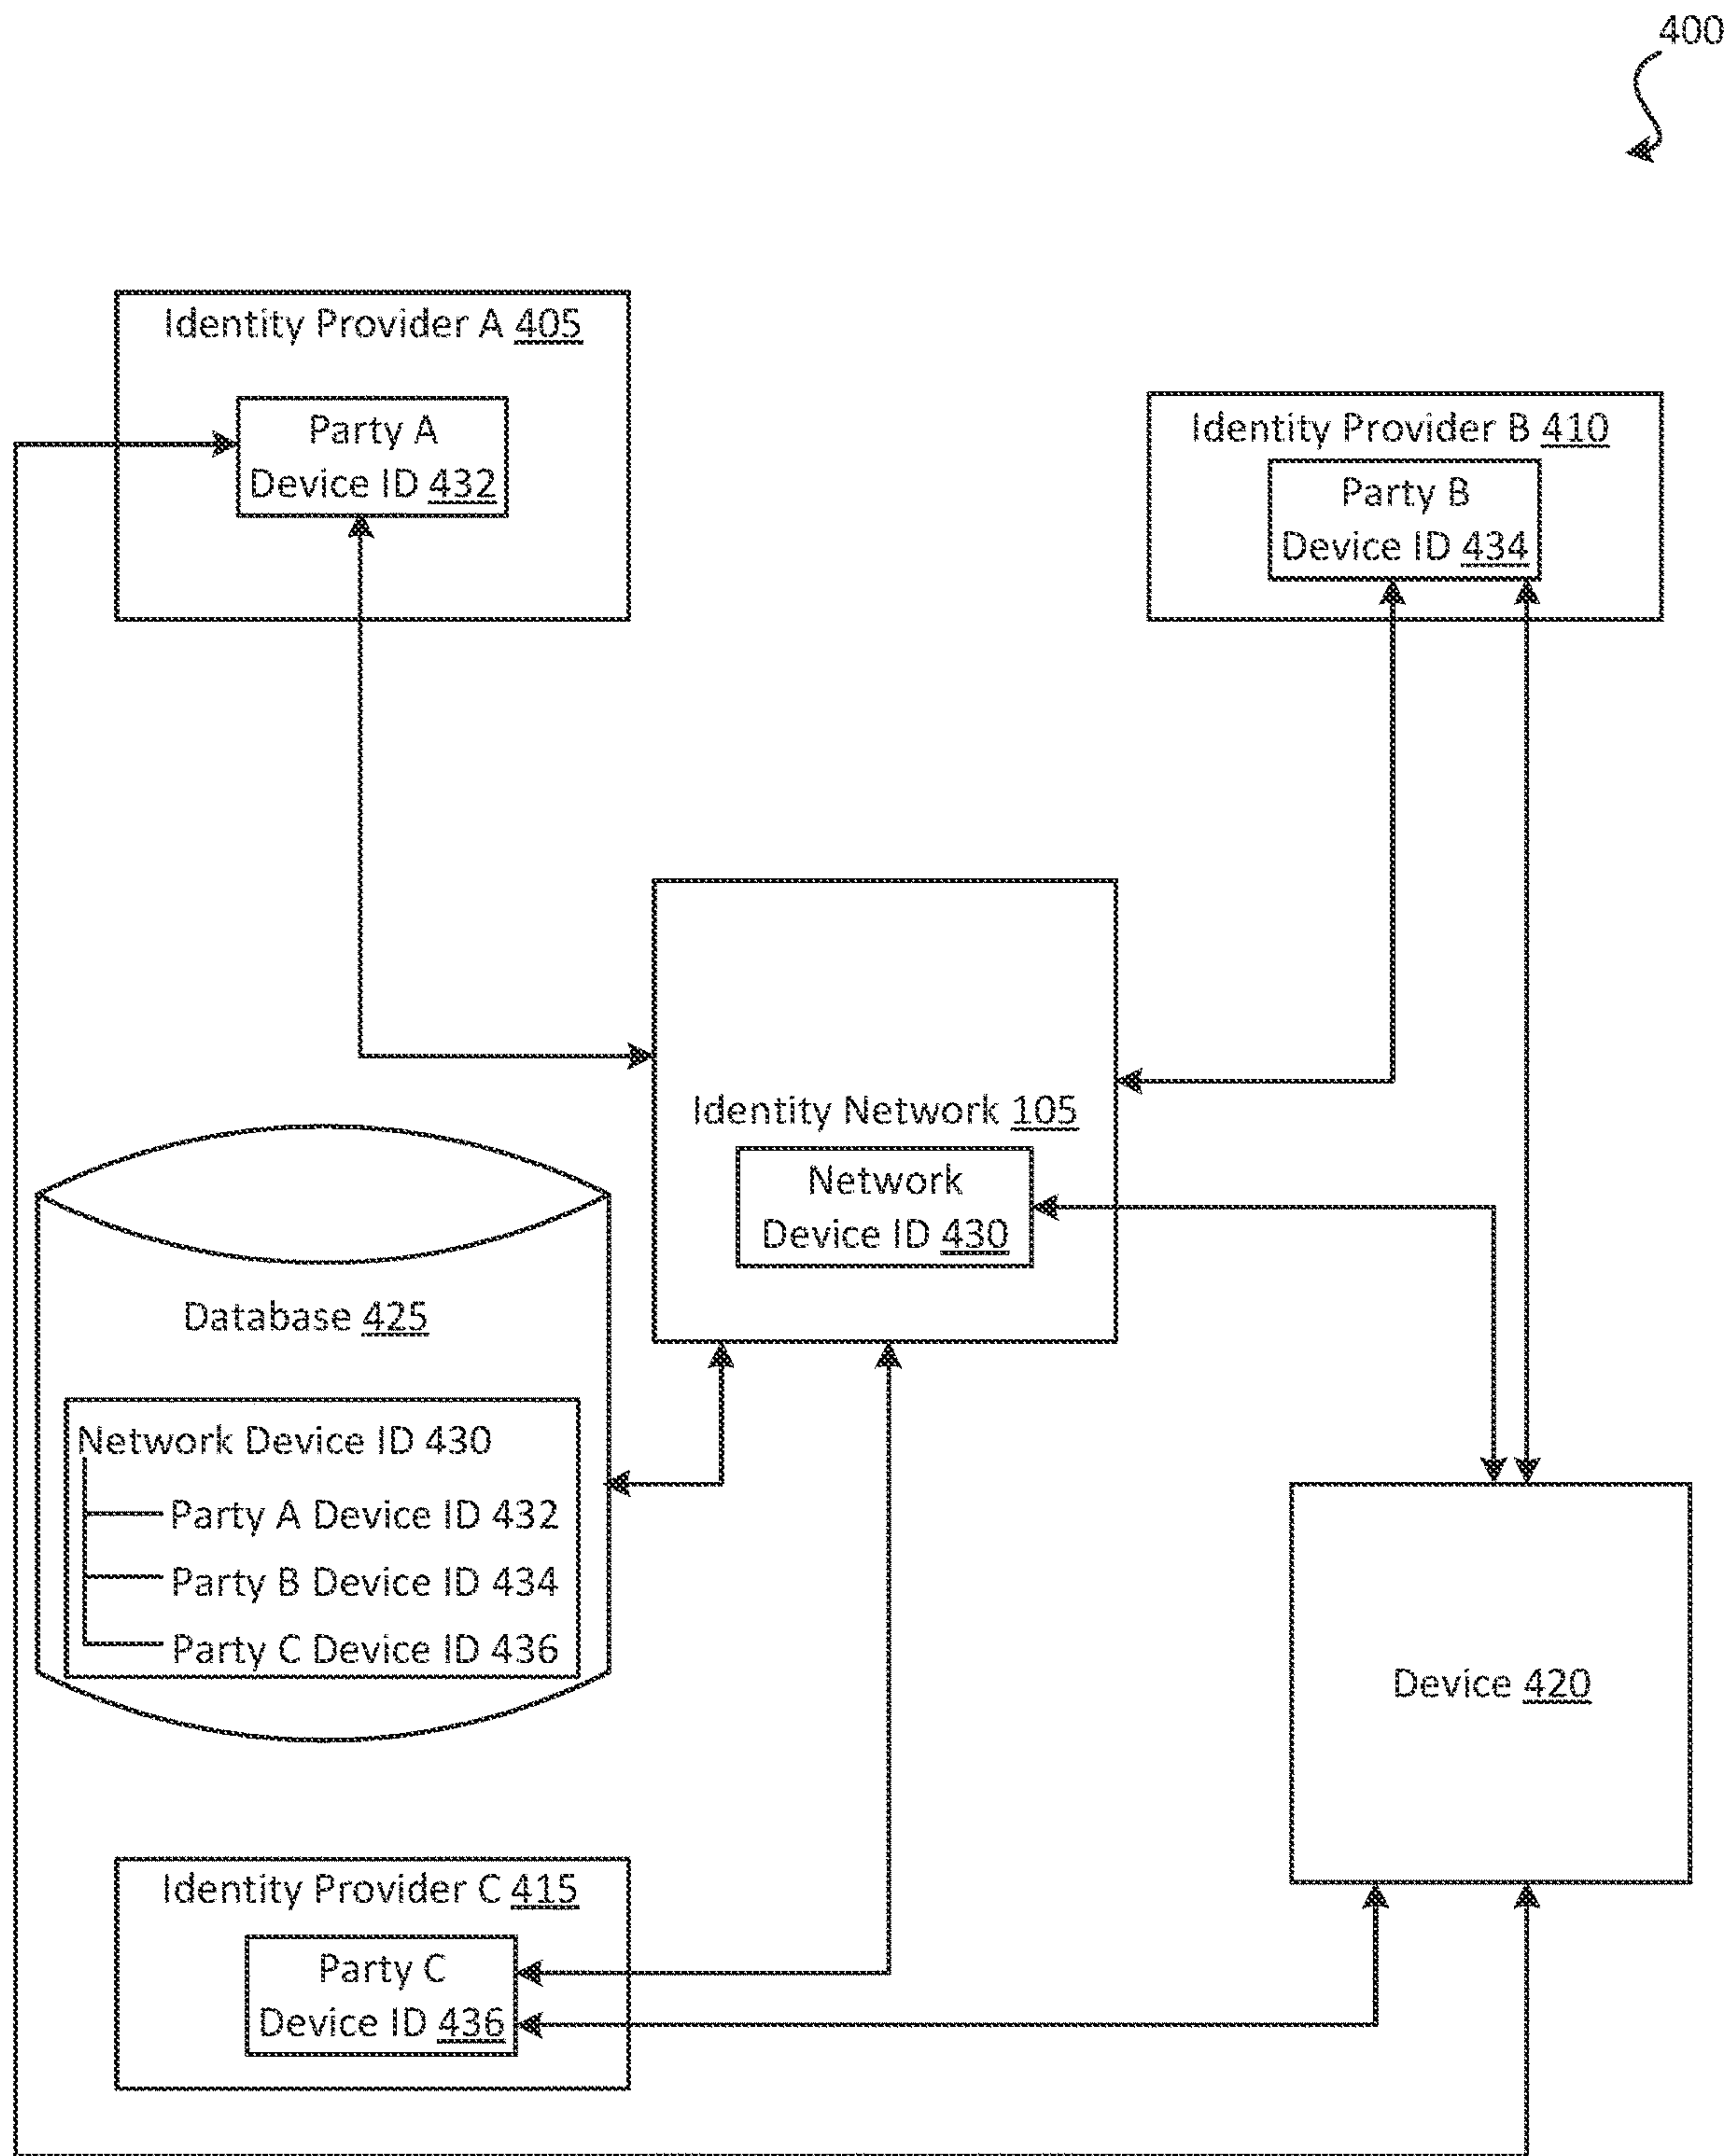 400
Identity Provider A 405
Party A
Device ID 432
Identity Provider B 410
Party B
Device ID 434
Identity Network 105
Network
Device ID 430
Database 425
Network Device ID 430
Party A Device ID 432
Party B Device ID 434
Party C Device ID 436
Device 420
Identity Provider C 415
Party C
Device ID 436